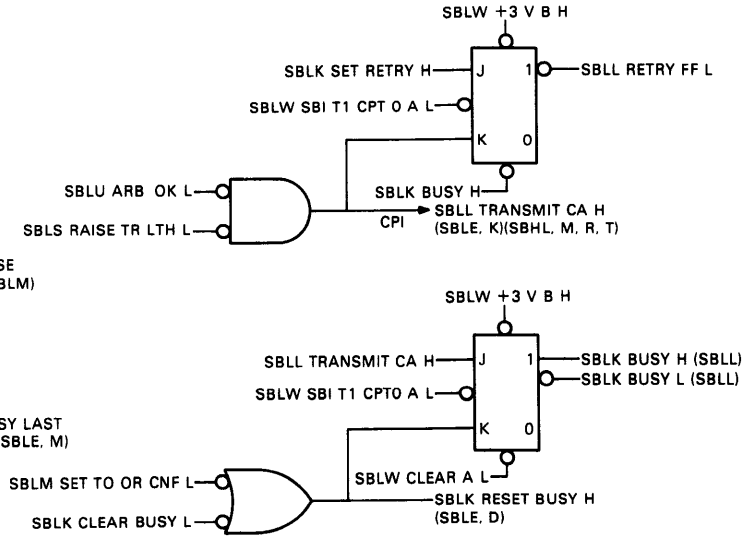 SBLW +3 V B H
SBLK SET RETRY H
J
1
SBLL RETRY FF L
SBLW SBI T1 CPT 0 A L
K
0
SBLU ARB OK L
SBLK BUSY H
SBLL TRANSMIT CA H
CPI
SBLS RAISE TR LTH L
(SBLE, K)(SBHL, M, R, T)
SE
BLM)
SBLW +3 V B H
SBLL TRANSMIT CA H
J
1
SBLK BUSY H (SBLL)
SBLK BUSY L (SBLL)
SBLW SBI T1 CPT0 A L
K
0
SY LAST
SBLE, M)
SBLW CLEAR A L
SBLM SET TO OR CNF L
SBLK RESET BUSY H
(SBLE, D)
SBLK CLEAR BUSY L